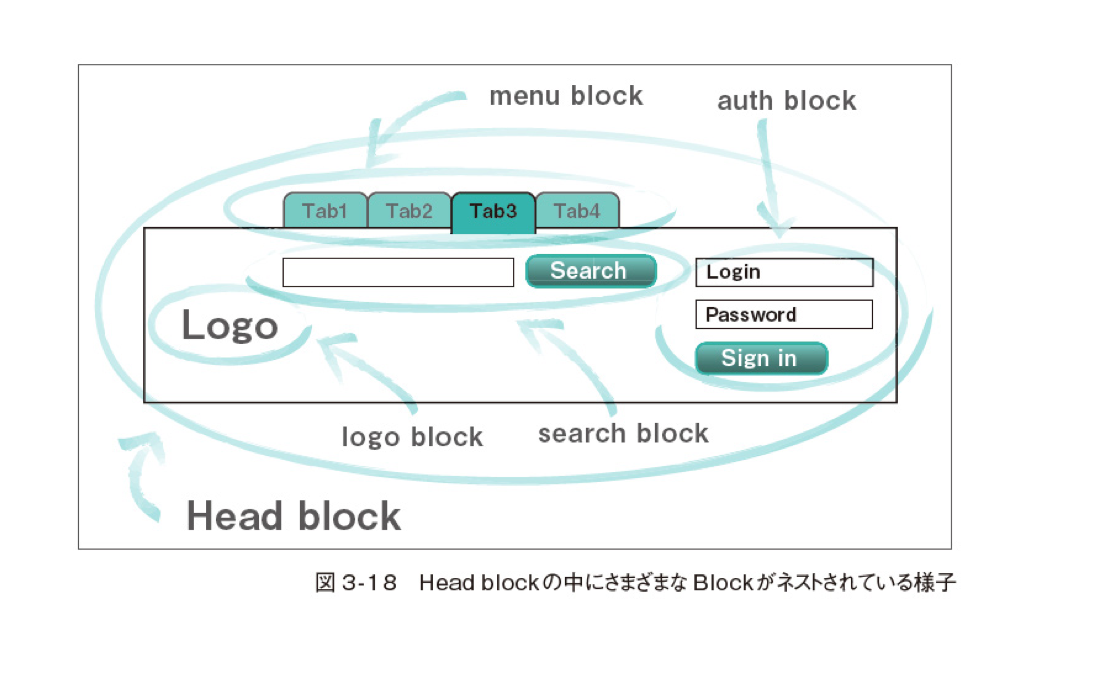 menu block
auth block
Tab1 Tab2 Tab3 Tab4
Search
Login
Logo
Password
Sign in
logo block
search block
Head block
図 3-18　Head blockの中にさまざまな Blockがネストされている様子